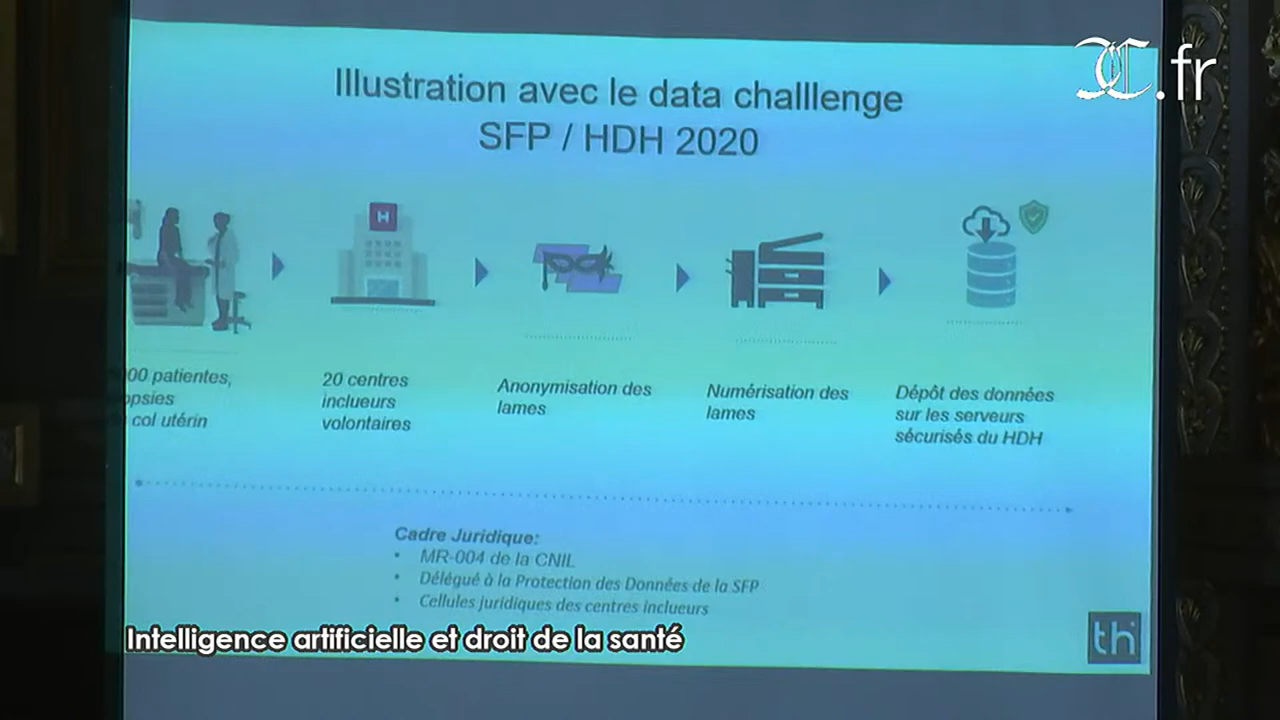 Illustration avec le data challlenge
SFP / HDH 2020
.fr
H
00 patientes,
opsies
col utérin
20 centres
inclueurs
volontaires
Anonymisation des
lames
Numérisation des
lames
Dépôt des données
sur les serveurs
sécurisés du HDH
Cadre Juridique:
• MR-004 de la CNIL
• Délégué à la Protection des Données de la SFP
• Cellules juridiques des centres inclueurs
Intelligence artificielle et droit de la santé
th